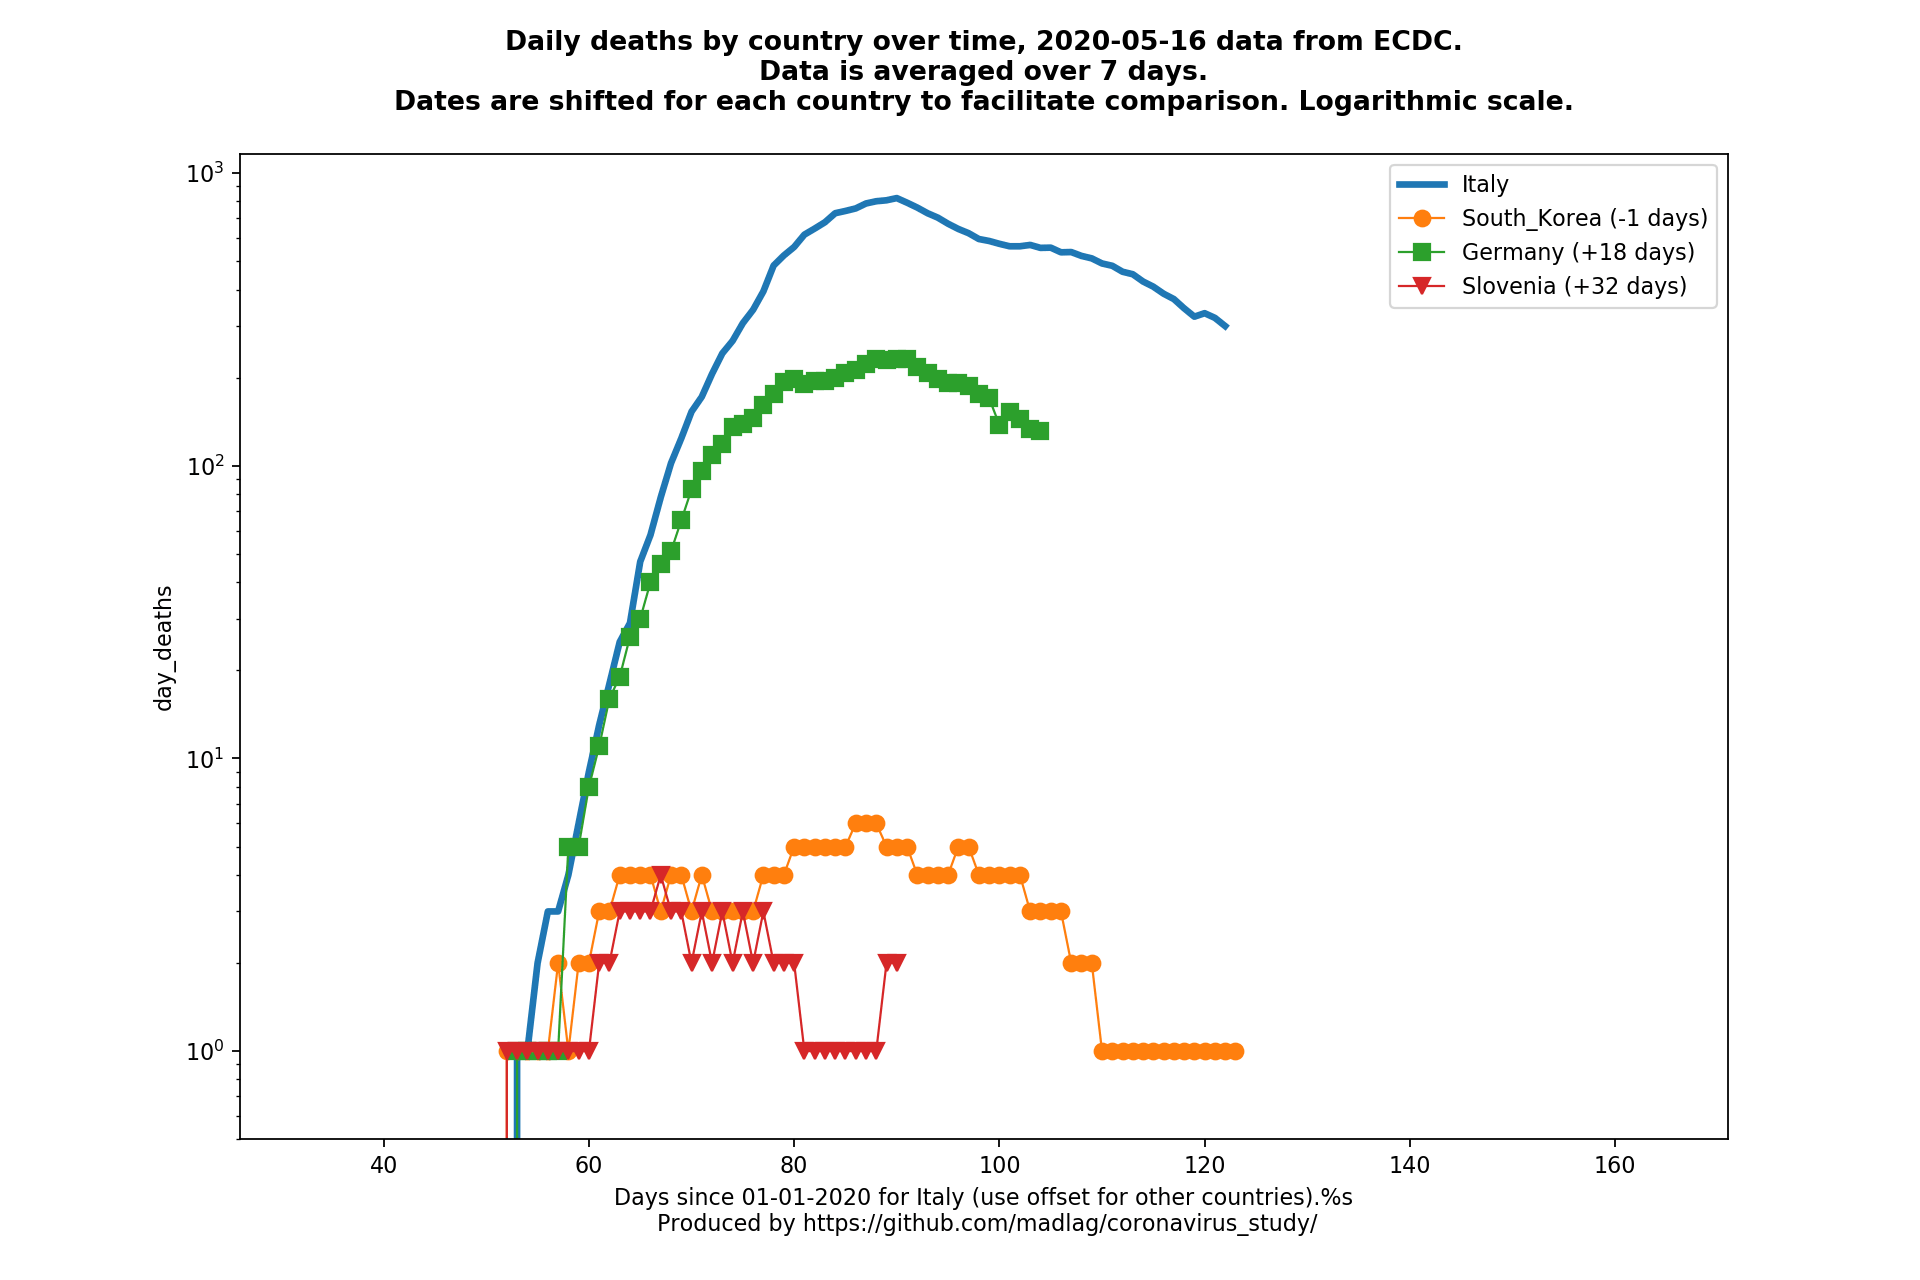 Daily deaths by country over time, 2020-05-16 data from ECDC.
Data is averaged over 7 days.
Dates are shifted for each country to facilitate comparison. Logarithmic scale.
10³
10²
10¹
10⁰
day_deaths
Italy
South_Korea (-1 days)
Germany (+18 days)
Slovenia (+32 days)
40 60 80 100 120 140 160
Days since 01-01-2020 for Italy (use offset for other countries).%s
Produced by https://github.com/madlag/coronavirus_study/